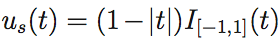 u_s(t) = (1−|t|)I_{[−1,1]}(t)